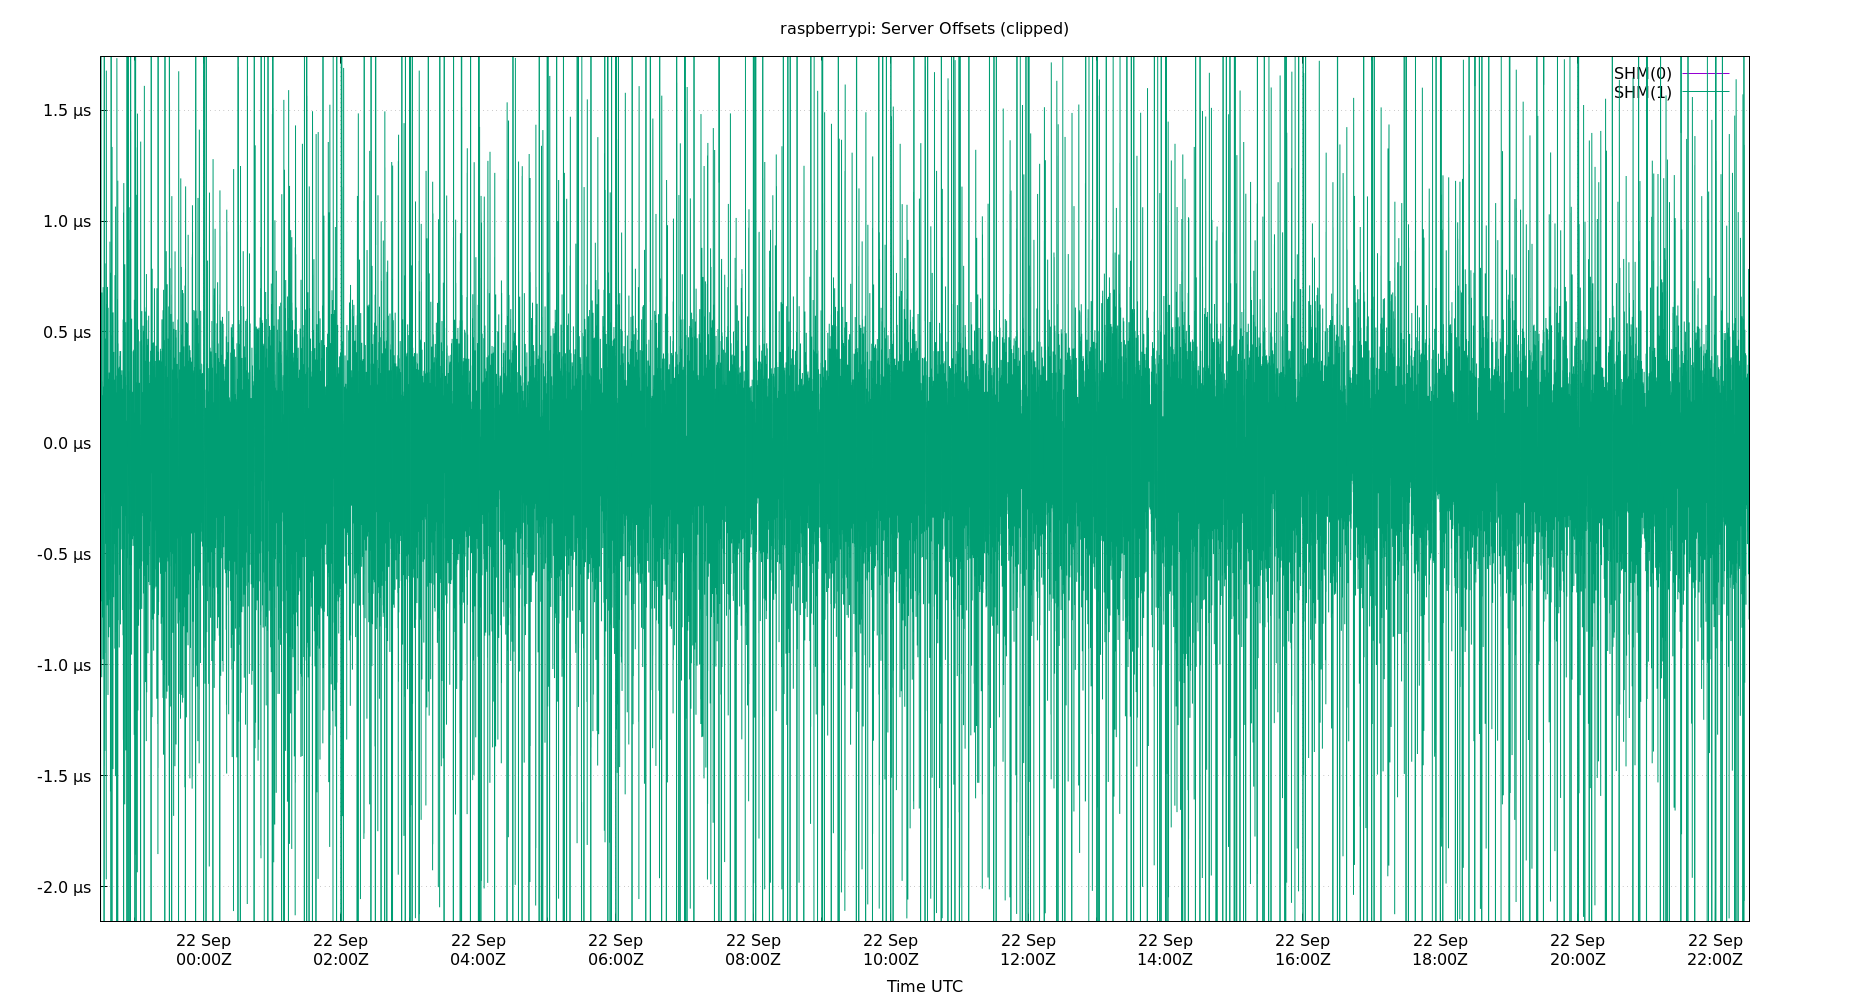 raspberrypi: Server Offsets (clipped)
SHM(0)
SHM(1)
1.5 µs
1.0 µs
0.5 µs
0.0 µs
-0.5 µs
-1.0 µs
-1.5 µs
-2.0 µs
22 Sep 22 Sep 22 Sep 22 Sep 22 Sep 22 Sep 22 Sep 22 Sep 22 Sep 22 Sep 22 Sep 22 Sep
00:00Z 02:00Z 04:00Z 06:00Z 08:00Z 10:00Z 12:00Z 14:00Z 16:00Z 18:00Z 20:00Z 22:00Z
Time UTC